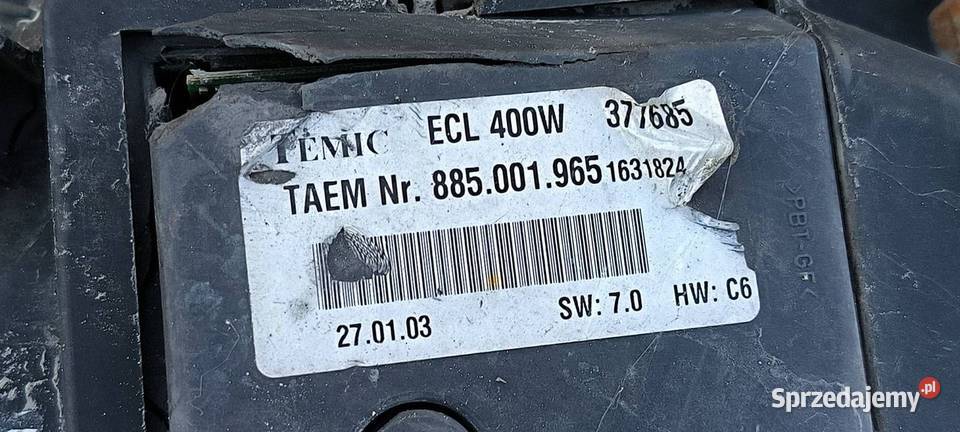 TEMIC ECL 400W 377685
TAEM Nr. 885.001.965 1631824
27.01.03 SW: 7.0 HW: C6
>PBT-GF<
Sprzedajemy.pl